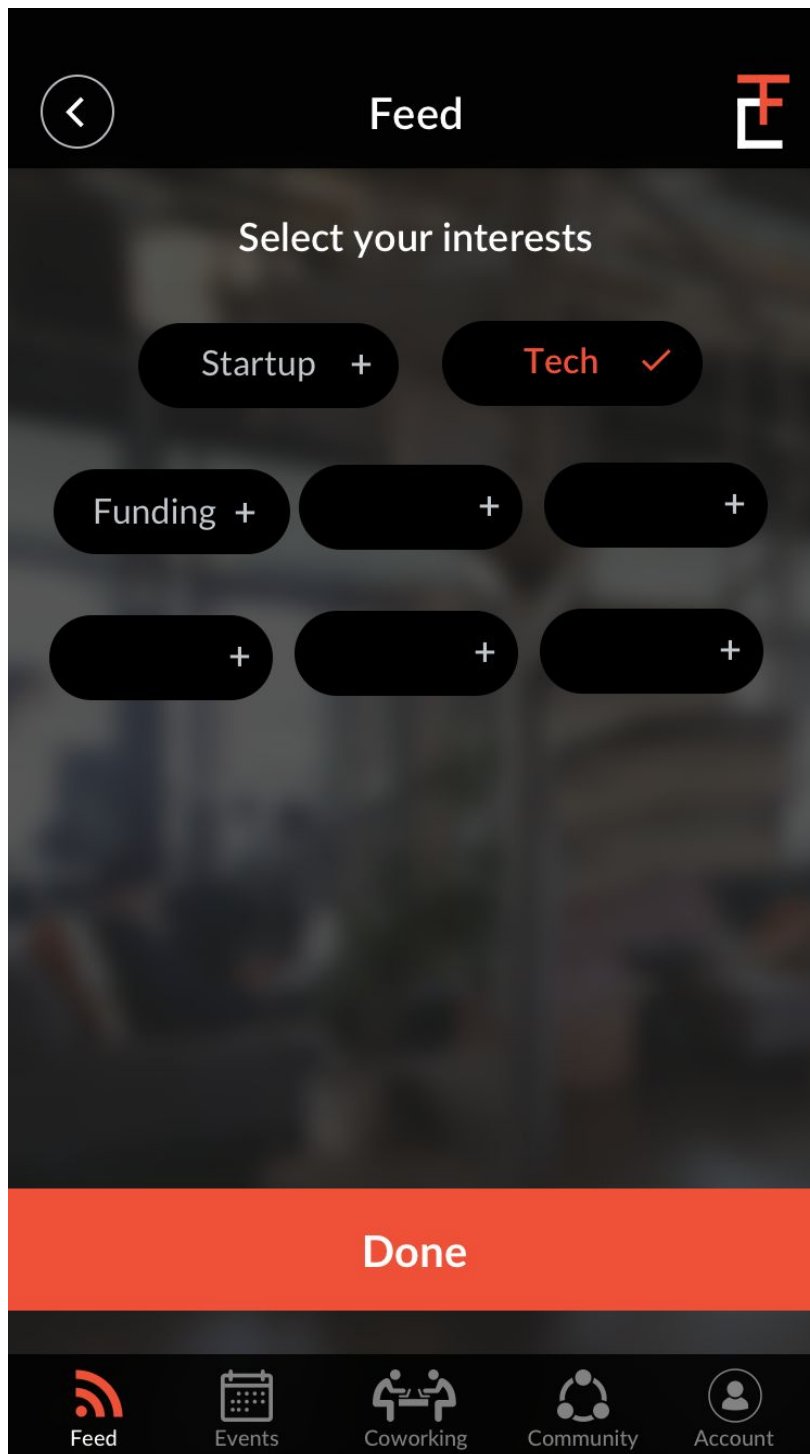 Feed
Select your interests
Startup +
Tech
Funding +
+
+
+
+
+
Done
Feed
Events
Coworking
Community
Account